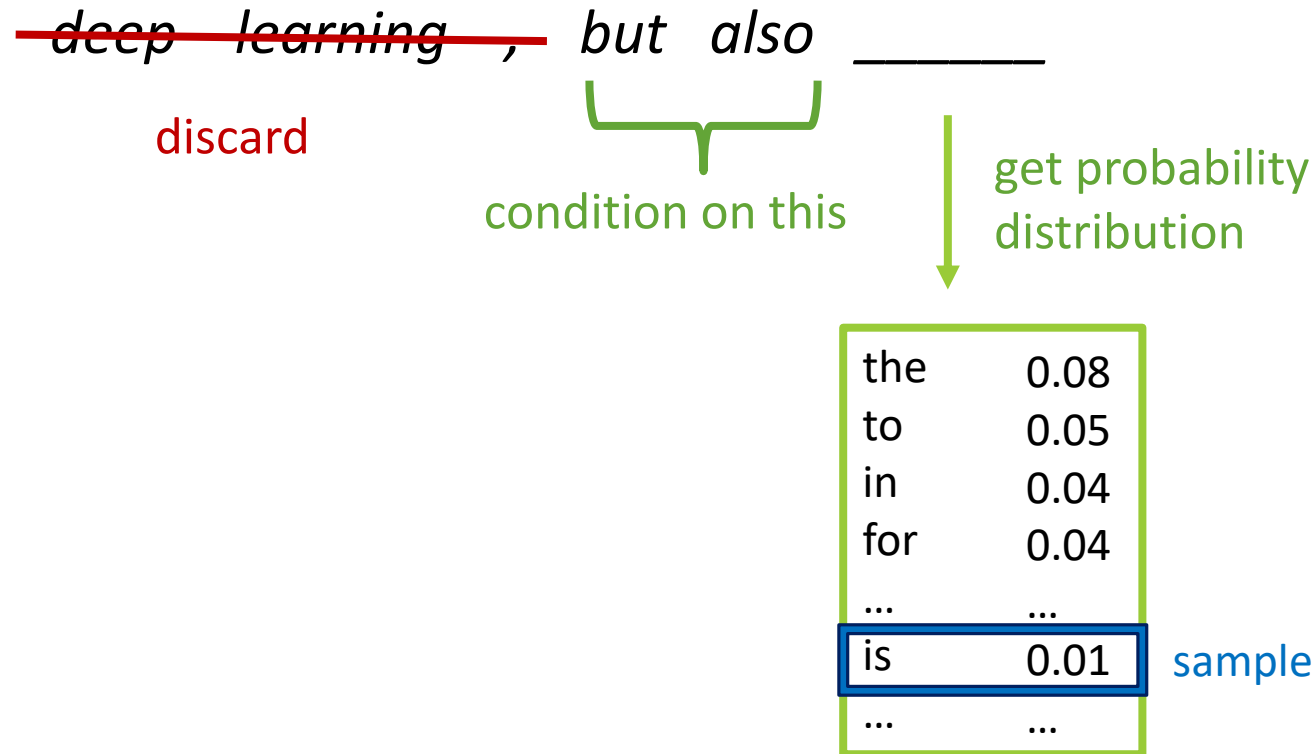 deep learning , but also ______
discard
condition on this
get probability
distribution
the 0.08
to 0.05
in 0.04
for 0.04
... ...
is 0.01 sample
... ...